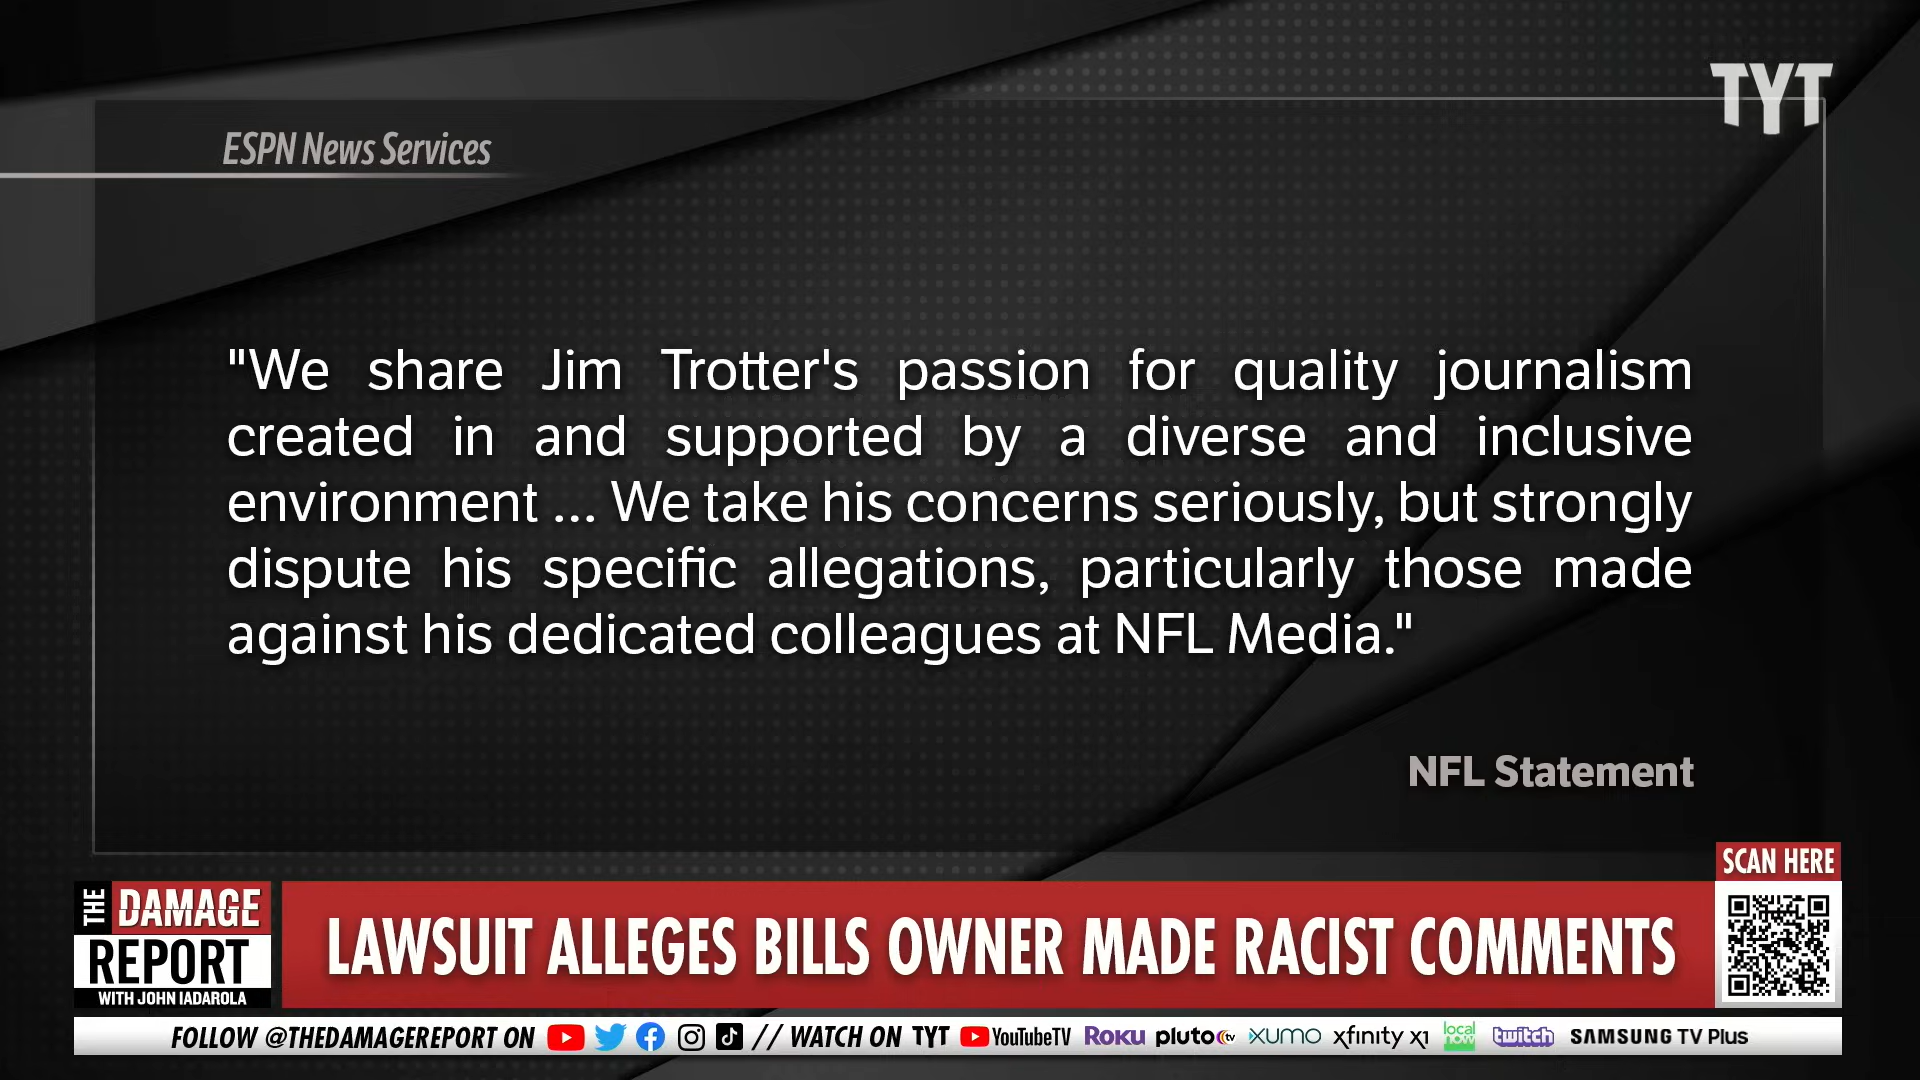 TYT
ESPN News Services
"We share Jim Trotter's passion for quality journalism
created in and supported by a diverse and inclusive
environment ... We take his concerns seriously, but strongly
dispute his specific allegations, particularly those made
against his dedicated colleagues at NFL Media."
NFL Statement
SCAN HERE
THE DAMAGE
REPORT
WITH JOHN IADAROLA
LAWSUIT ALLEGES BILLS OWNER MADE RACIST COMMENTS
FOLLOW @THEDAMAGEREPORT ON // WATCH ON TYT YouTubeTV ROKU pluto tv XUMO xfinity x1 local now twitch SAMSUNG TV Plus